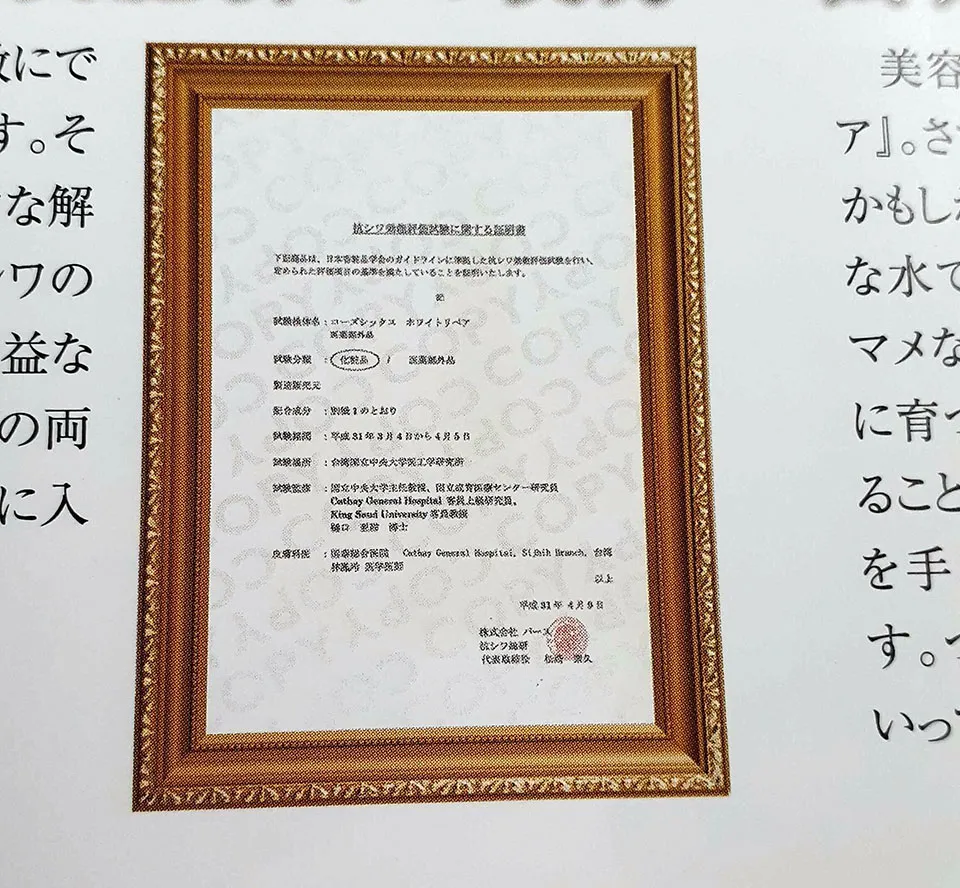 敢にで
す。そ
な解
シワの
益な
の両
に入
抗シワ効能評価試験に関する証明書
下記商品は、日本香粧品学会のガイドラインに準拠した抗シワ効能評価試験を行い、
定められた評価項目の基準を満たしていることを証明いたします。
記
試験検体名：コーズシックス ホワイトリペア
医薬部外品
試験分類 ：化粧品 / 医薬部外品
製造販売元
配合成分 ：別紙1のとおり
試験期間 ：平成31年3月4日から4月5日
試験場所 ：台湾国立中央大学医工学研究所
試験監修 ：国立中央大学主任教授、国立成育医療センター研究員
Cathay General Hospital 客員上級研究員、
King Saud University 客員教授
樋口 博士
皮膚科医 ：国泰総合医院 Cathay General Hospital, Sijhih Branch, 台湾
医学医師
以上
平成31年4月9日
株式会社 パース
抗シワ総研
代表取締役 久
COPY
美容
ア』。さ
かもし
な水で
マメな
に育つ
ること
を手
す。つ
いって